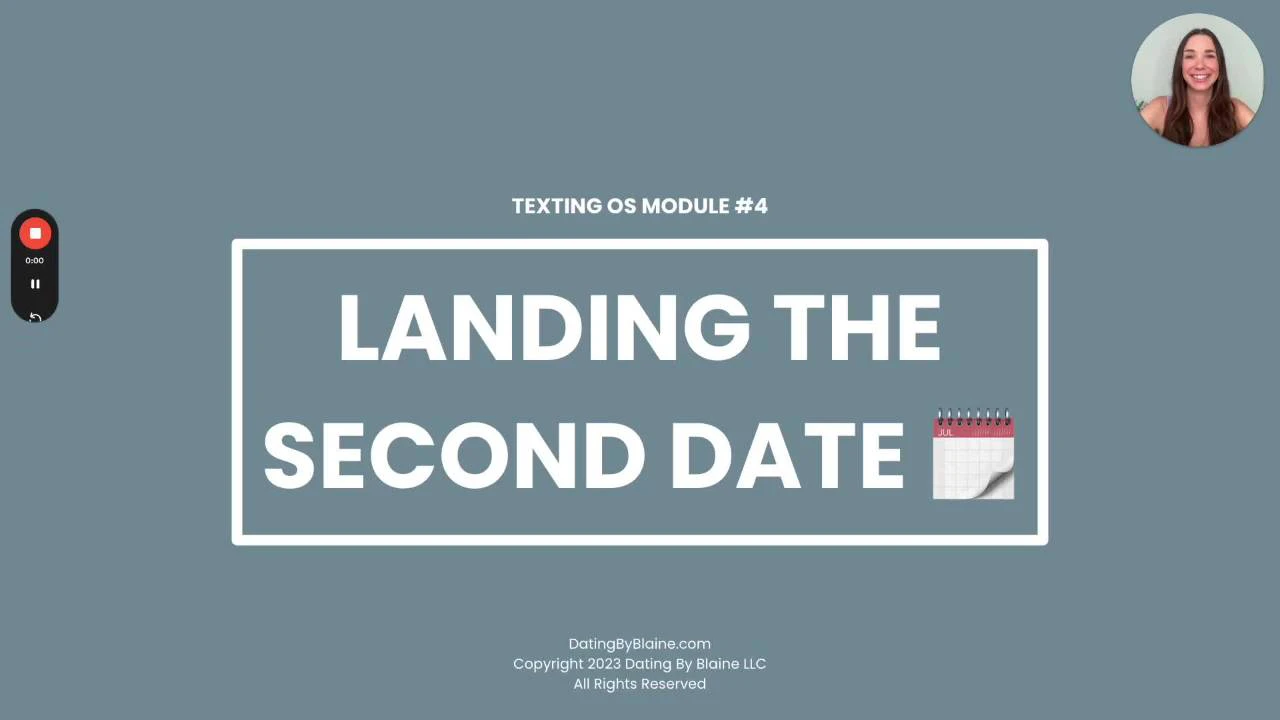 TEXTING OS MODULE #4
0:00
LANDING THE
SECOND DATE
JUL
DatingByBlaine.com
Copyright 2023 Dating By Blaine LLC
All Rights Reserved